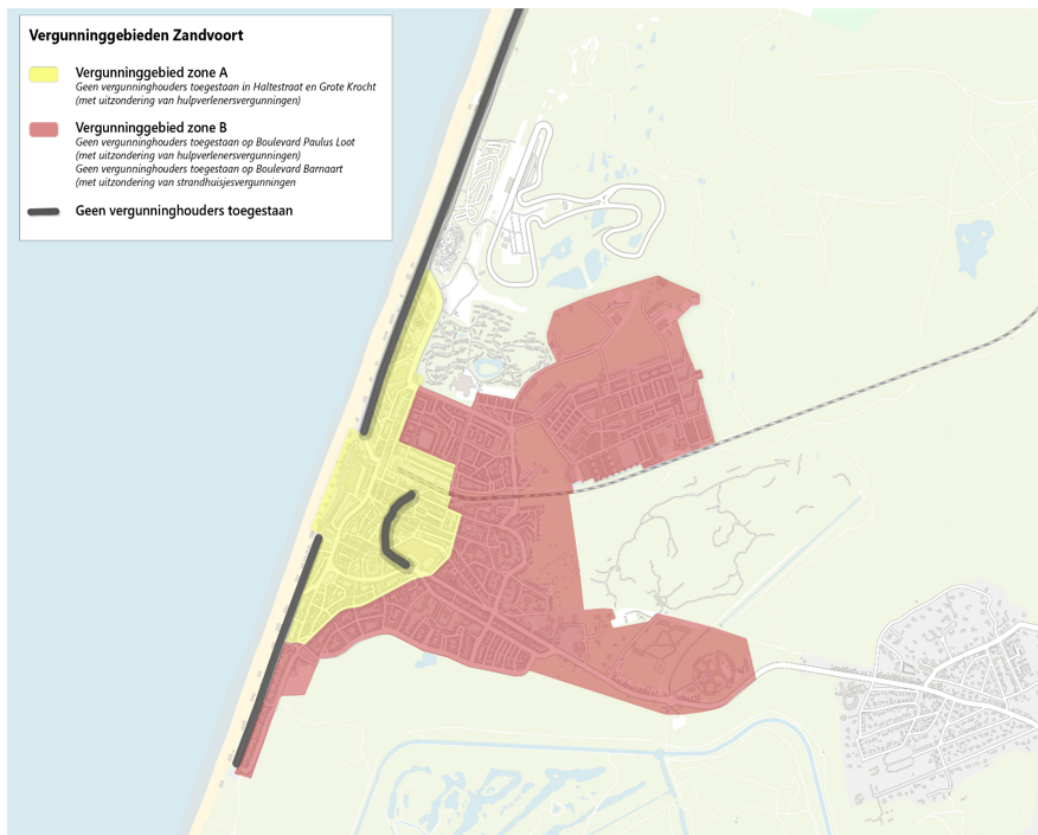 Vergunninggebieden Zandvoort
Vergunninggebied zone A
Geen vergunninghouders toegestaan in Haltestraat en Grote Krocht
(met uitzondering van hulpverlenersvergunningen)
Vergunninggebied zone B
Geen vergunninghouders toegestaan op Boulevard Paulus Loot
(met uitzondering van hulpverlenersvergunningen)
Geen vergunninghouders toegestaan op Boulevard Barnaart
(met uitzondering van strandhuisjesvergunningen
Geen vergunninghouders toegestaan